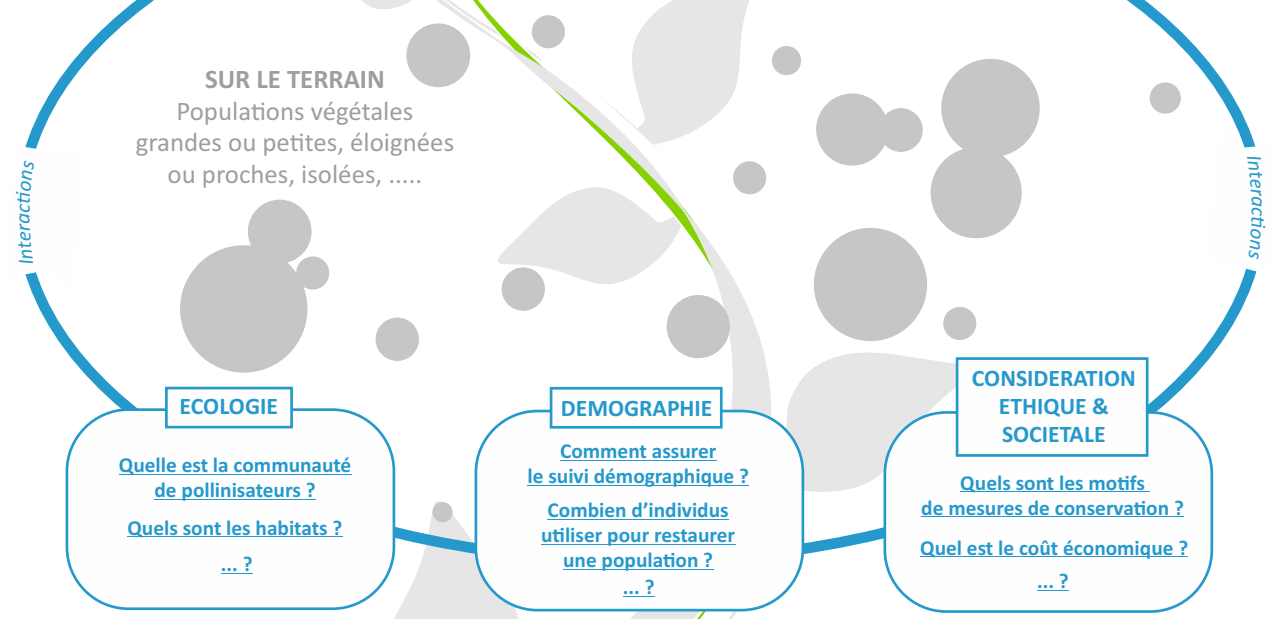 SUR LE TERRAIN
Populations végétales
grandes ou petites, éloignées
ou proches, isolées, .....
Interactions
Interactions
ECOLOGIE
Quelle est la communauté
de pollinisateurs ?
Quels sont les habitats ?
... ?
DEMOGRAPHIE
Comment assurer
le suivi démographique ?
Combien d’individus
utiliser pour restaurer
une population ?
... ?
CONSIDERATION
ETHIQUE &
SOCIETALE
Quels sont les motifs
de mesures de conservation ?
Quel est le coût économique ?
... ?